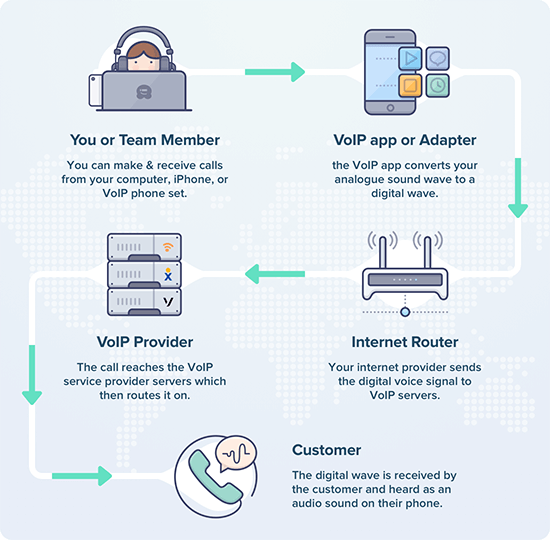 You or Team Member
You can make & receive calls
from your computer, iPhone, or
VoIP phone set.
VoIP app or Adapter
the VoIP app converts your
analogue sound wave to a
digital wave.
VoIP Provider
The call reaches the VoIP
service provider servers which
then routes it on.
Internet Router
Your internet provider sends
the digital voice signal to
VoIP servers.
Customer
The digital wave is received by
the customer and heard as an
audio sound on their phone.